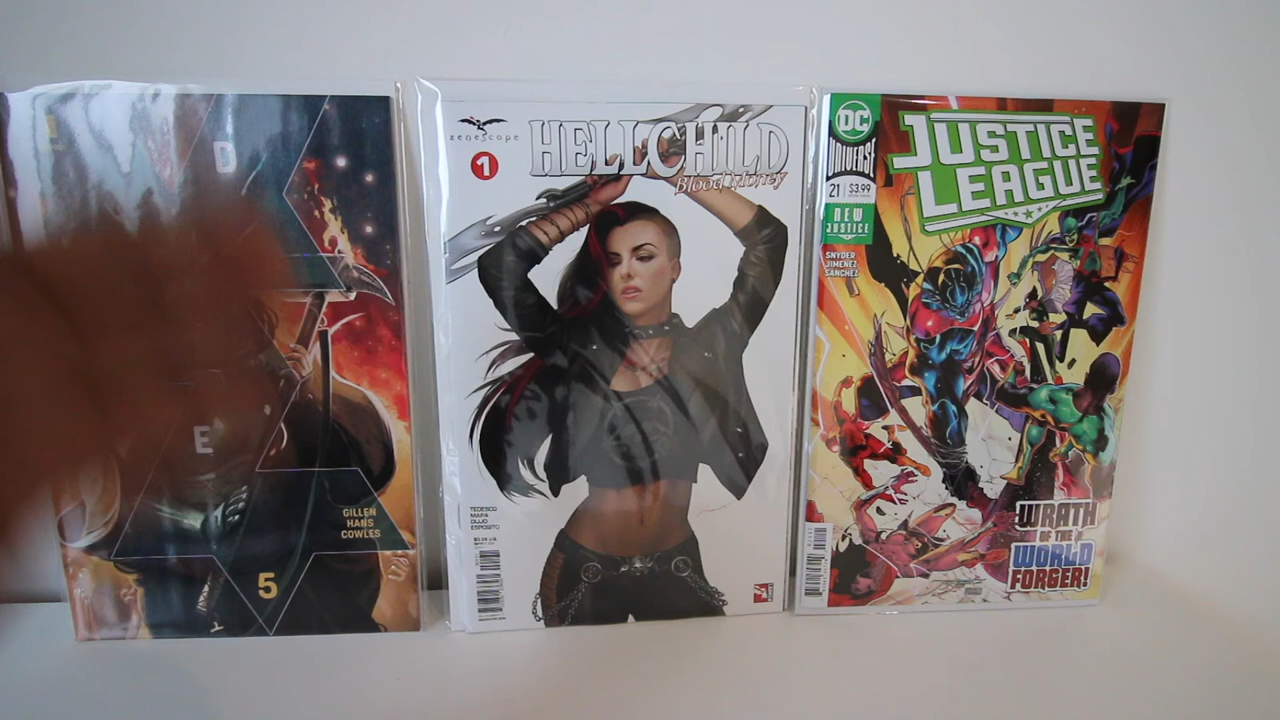 D
E
GILLEN
HANS
COWLES
5
zenescope
1
HELLCHILD
Blood Money
TEDESCO
MAPA
DUJO
ESPOSITO
DC
UNIVERSE
21 $3.99
NEW
JUSTICE
SNYDER
JIMENEZ
SANCHEZ
JUSTICE
LEAGUE
WRATH
OF THE
WORLD
FORGER!